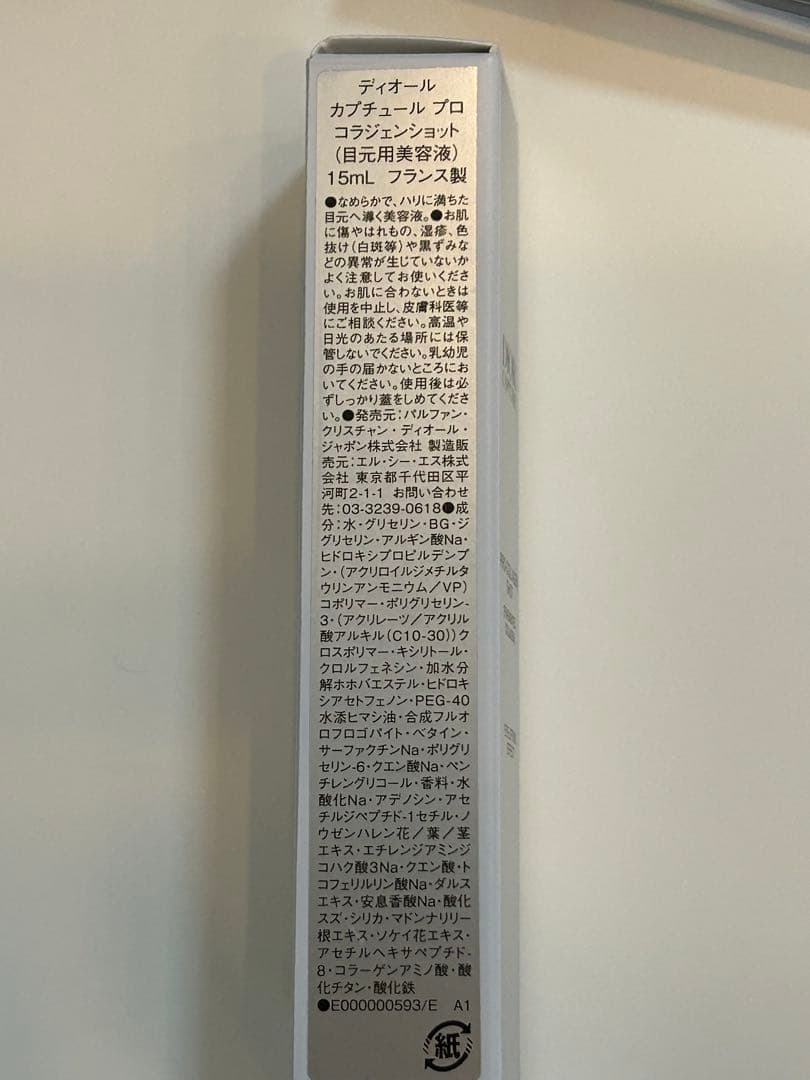 ディオール
カプチュール プロ
コラジェンショット
(目元用美容液)
15mL フランス製
●なめらかで、ハリに満ちた
目元へ導く美容液。●お肌
に傷やはれもの、湿疹、色
抜け(白斑等)や黒ずみな
どの異常が生じていないか
よく注意してお使いくださ
い。お肌に合わないときは
使用を中止し、皮膚科医等
にご相談ください。高温や
日光のあたる場所には保
管しないでください。乳幼児
の手の届かないところにお
いてください。使用後は必
ずしっかり蓋をしめてくださ
い。●発売元:パルファン・
クリスチャン・ディオール・
ジャポン株式会社 製造販
売元:エル・シー・エス株式
会社 東京都千代田区平
河町2-1-1 お問い合わせ
先:03-3239-0618●成
分:水・グリセリン・BG・ジ
グリセリン・アルギン酸Na・
ヒドロキシプロピルデンプ
ン・(アクリロイルジメチルタ
ウリンアンモニウム/VP)
コポリマー・ポリグリセリン-
3・(アクリレーツ/アクリル
酸アルキル(C10-30))ク
ロスポリマー・キシリトール・
クロルフェネシン・加水分
解ホホバエステル・ヒドロキ
シアセトフェノン・PEG-40
水添ヒマシ油・合成フルオ
ロフロゴパイト・ベタイン・
サーファクチンNa・ポリグリ
セリン-6・クエン酸Na・ペン
チレングリコール・香料・水
酸化Na・アデノシン・アセ
チルジペプチド-1セチル・ノ
ウゼンハレン花/葉/茎
エキス・エチレンジアミンジ
コハク酸3Na・クエン酸・ト
コフェリルリン酸Na・ダルス
エキス・安息香酸Na・酸化
スズ・シリカ・マドンナリリー
根エキス・ソケイ花エキス・
アセチルヘキサペプチド-
8・コラーゲンアミノ酸・酸
化チタン・酸化鉄
●E000000593/E A1
紙